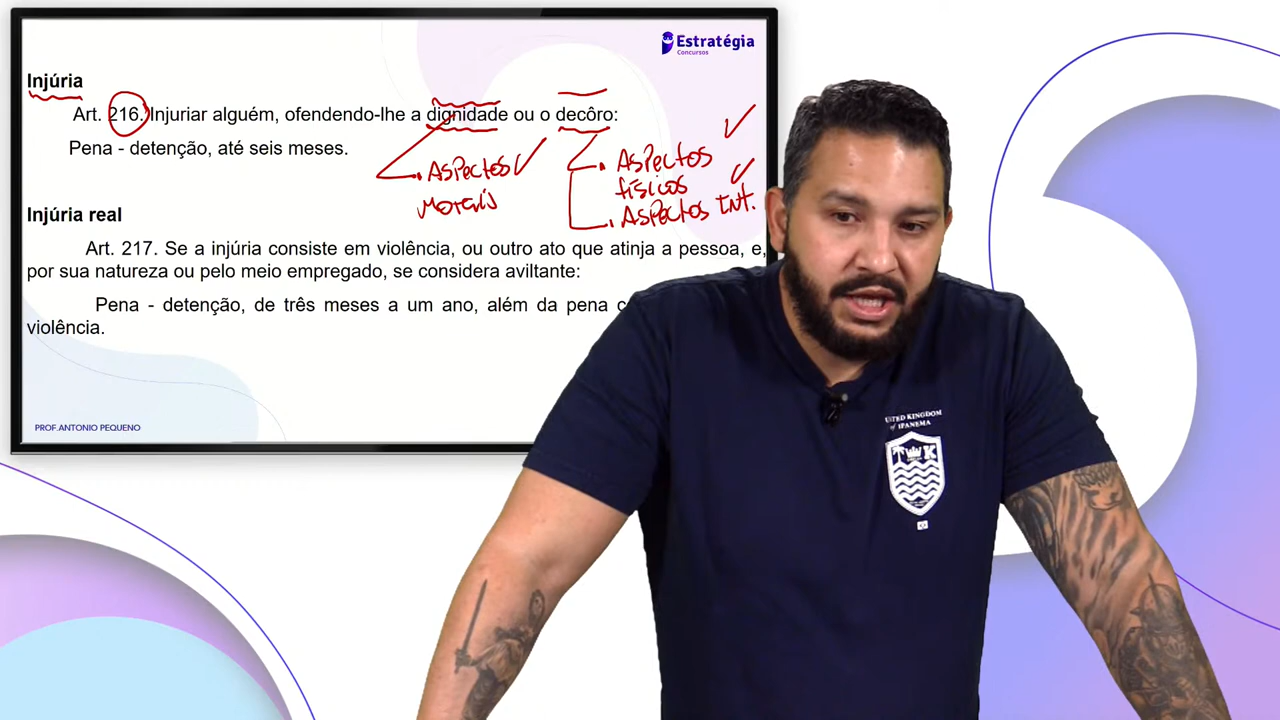 Estratégia
Concursos
Injúria
Art. 216. Injuriar alguém, ofendendo-lhe a dignidade ou o decôro:
Pena - detenção, até seis meses.
Aspectos
morais
Aspectos
físicos
Aspectos Int.
Injúria real
Art. 217. Se a injúria consiste em violência, ou outro ato que atinja a pessoa, e,
por sua natureza ou pelo meio empregado, se considera aviltante:
Pena - detenção, de três meses a um ano, além da pena c
violência.
PROF.ANTONIO PEQUENO
UNITED KINGDOM
of IPANEMA
K